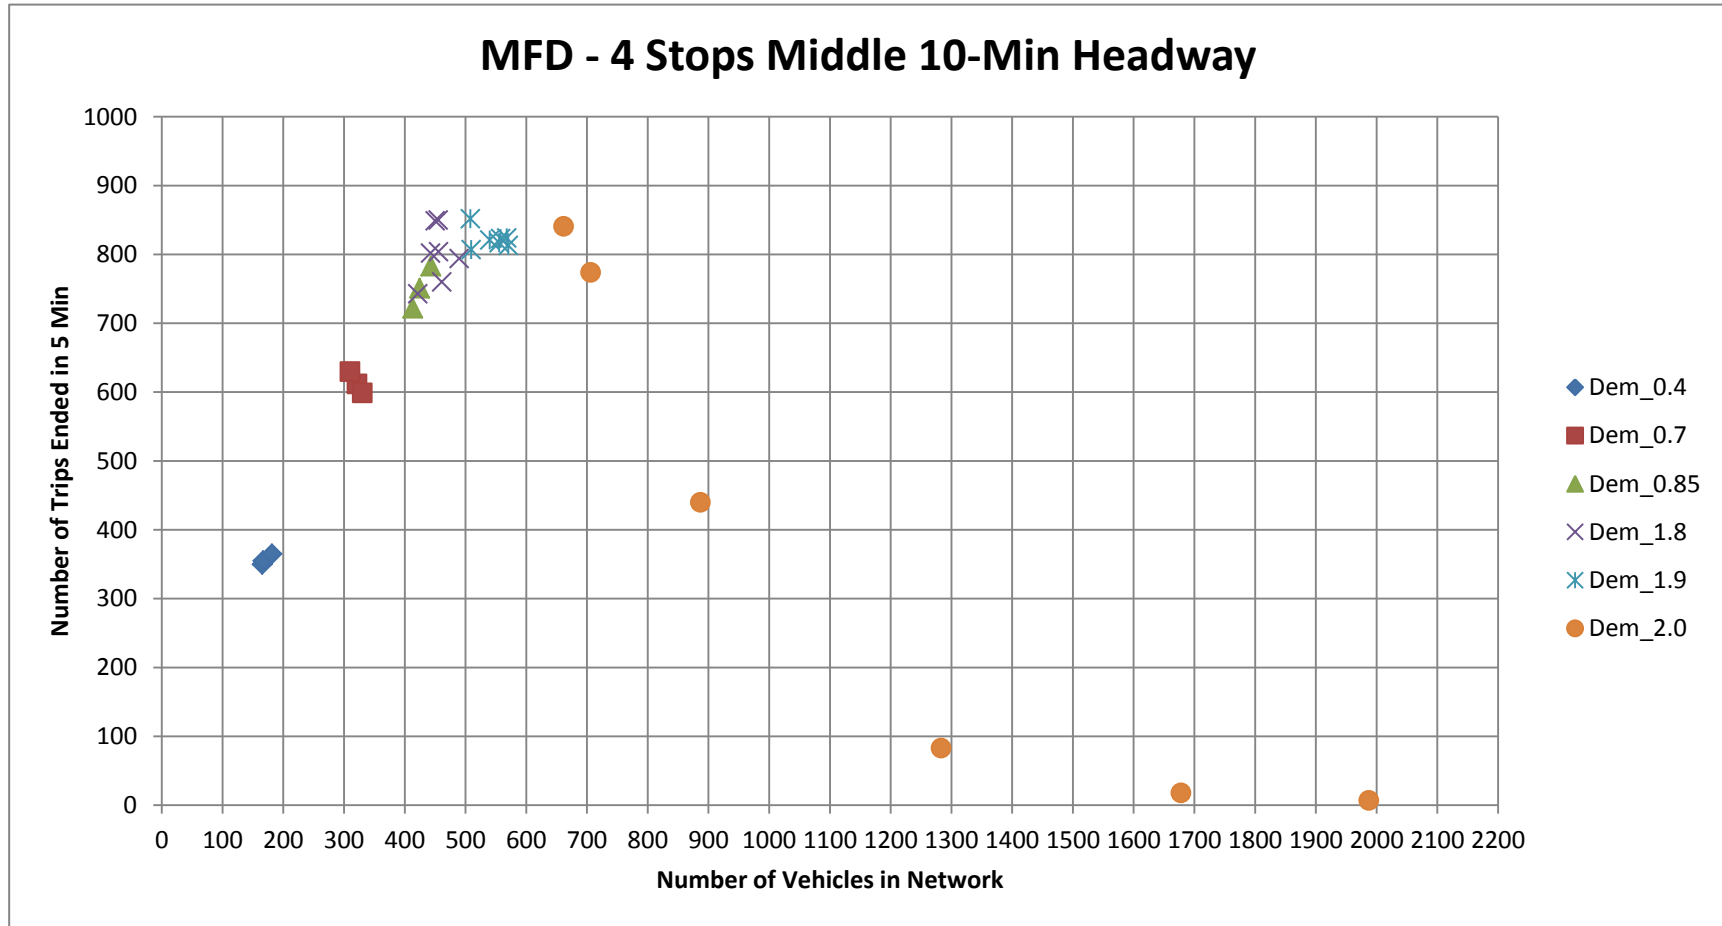 MFD - 4 Stops Middle 10-Min Headway
Number of Trips Ended in 5 Min
1000
900
800
700
600
500
400
300
200
100
0
0 100 200 300 400 500 600 700 800 900 1000 1100 1200 1300 1400 1500 1600 1700 1800 1900 2000 2100 2200
Number of Vehicles in Network
Dem_0.4
Dem_0.7
Dem_0.85
Dem_1.8
Dem_1.9
Dem_2.0